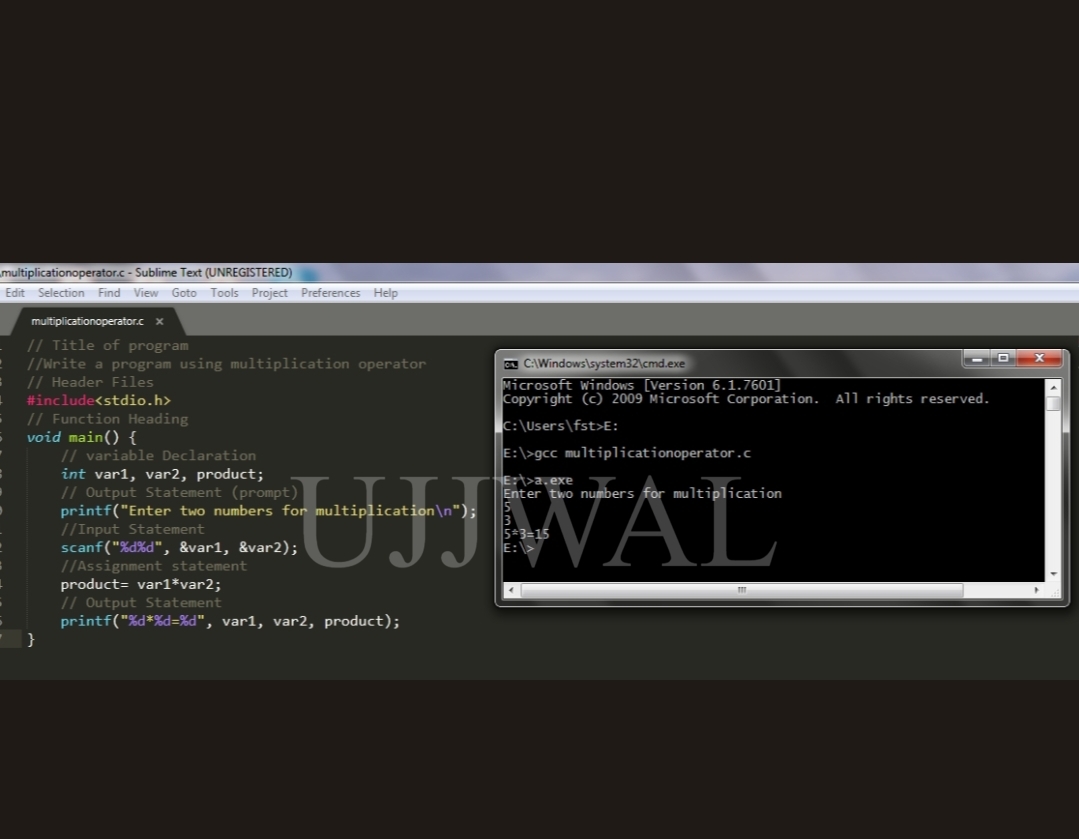 \multiplicationoperator.c - Sublime Text (UNREGISTERED)
Edit Selection Find View Goto Tools Project Preferences Help
multiplicationoperator.c ×
// Title of program
//Write a program using multiplication operator
// Header Files
#include<stdio.h>
// Function Heading
void main() {
// variable Declaration
int var1, var2, product;
// Output Statement (prompt)
printf("Enter two numbers for multiplication\n");
//Input Statement
scanf("%d%d", &var1, &var2);
//Assignment statement
product= var1*var2;
// Output Statement
printf("%d*%d=%d", var1, var2, product);
}
C:\Windows\system32\cmd.exe
Microsoft Windows [Version 6.1.7601]
Copyright (c) 2009 Microsoft Corporation. All rights reserved.
C:\Users\fst>E:
E:\>gcc multiplicationoperator.c
E:\>a.exe
Enter two numbers for multiplication
5
3
5*3=15
E:\>
UJJWAL